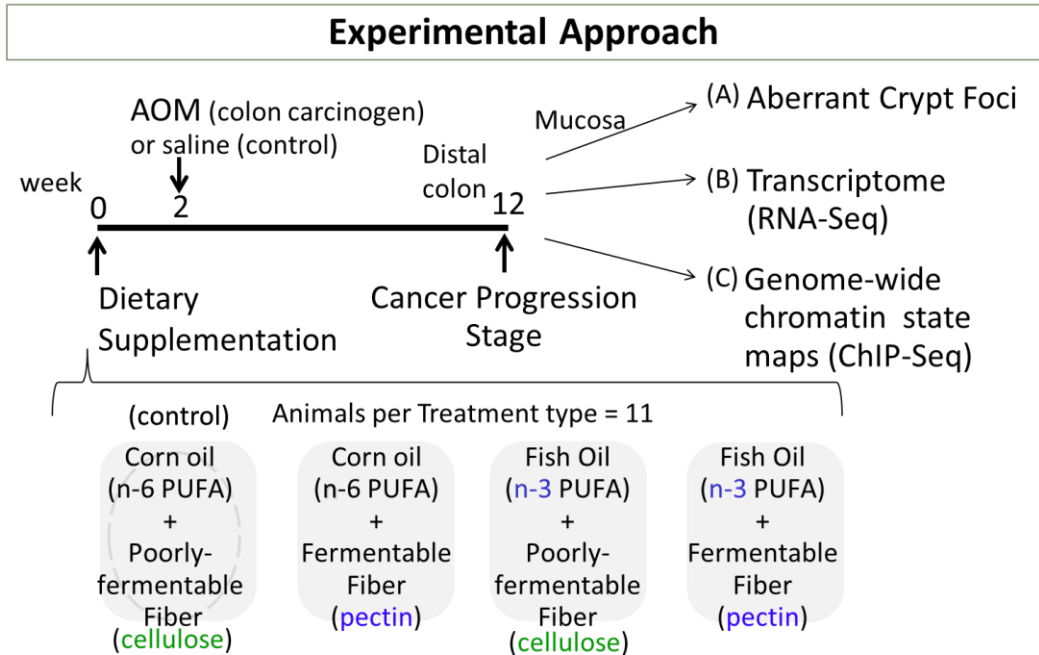 Experimental Approach
AOM (colon carcinogen)
or saline (control)
week
0
2
Distal
colon
12
Mucosa
(A) Aberrant Crypt Foci
(B) Transcriptome
(RNA-Seq)
(C) Genome-wide
chromatin state
maps (ChIP-Seq)
Dietary
Supplementation
Cancer Progression
Stage
(control)
Animals per Treatment type = 11
Corn oil
(n-6 PUFA)
+
Poorly-
fermentable
Fiber
(cellulose)
Corn oil
(n-6 PUFA)
+
Fermentable
Fiber
(pectin)
Fish Oil
(n-3 PUFA)
+
Poorly-
fermentable
Fiber
(cellulose)
Fish Oil
(n-3 PUFA)
+
Fermentable
Fiber
(pectin)